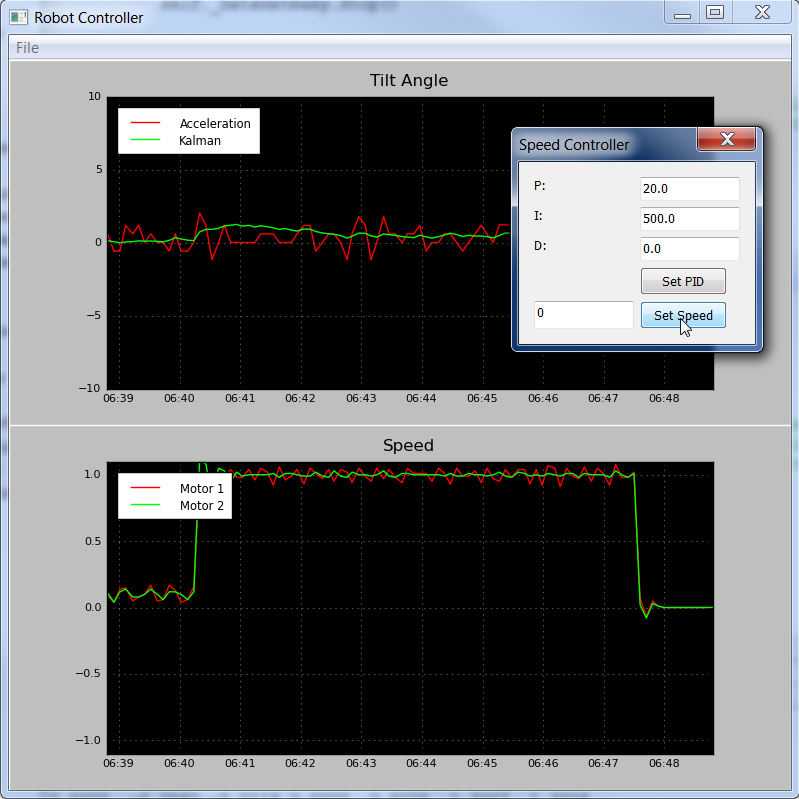 self._DataGateway.Stop()
Robot Controller
File
Tilt Angle
10
5
0
−5
−10
Acceleration
Kalman
06:39 06:40 06:41 06:42 06:43 06:44 06:45 06:46 06:47 06:48
Speed Controller
P: 20.0
I: 500.0
D: 0.0
Set PID
0 Set Speed
Speed
1.0
0.5
0.0
−0.5
−1.0
Motor 1
Motor 2
06:39 06:40 06:41 06:42 06:43 06:44 06:45 06:46 06:47 06:48